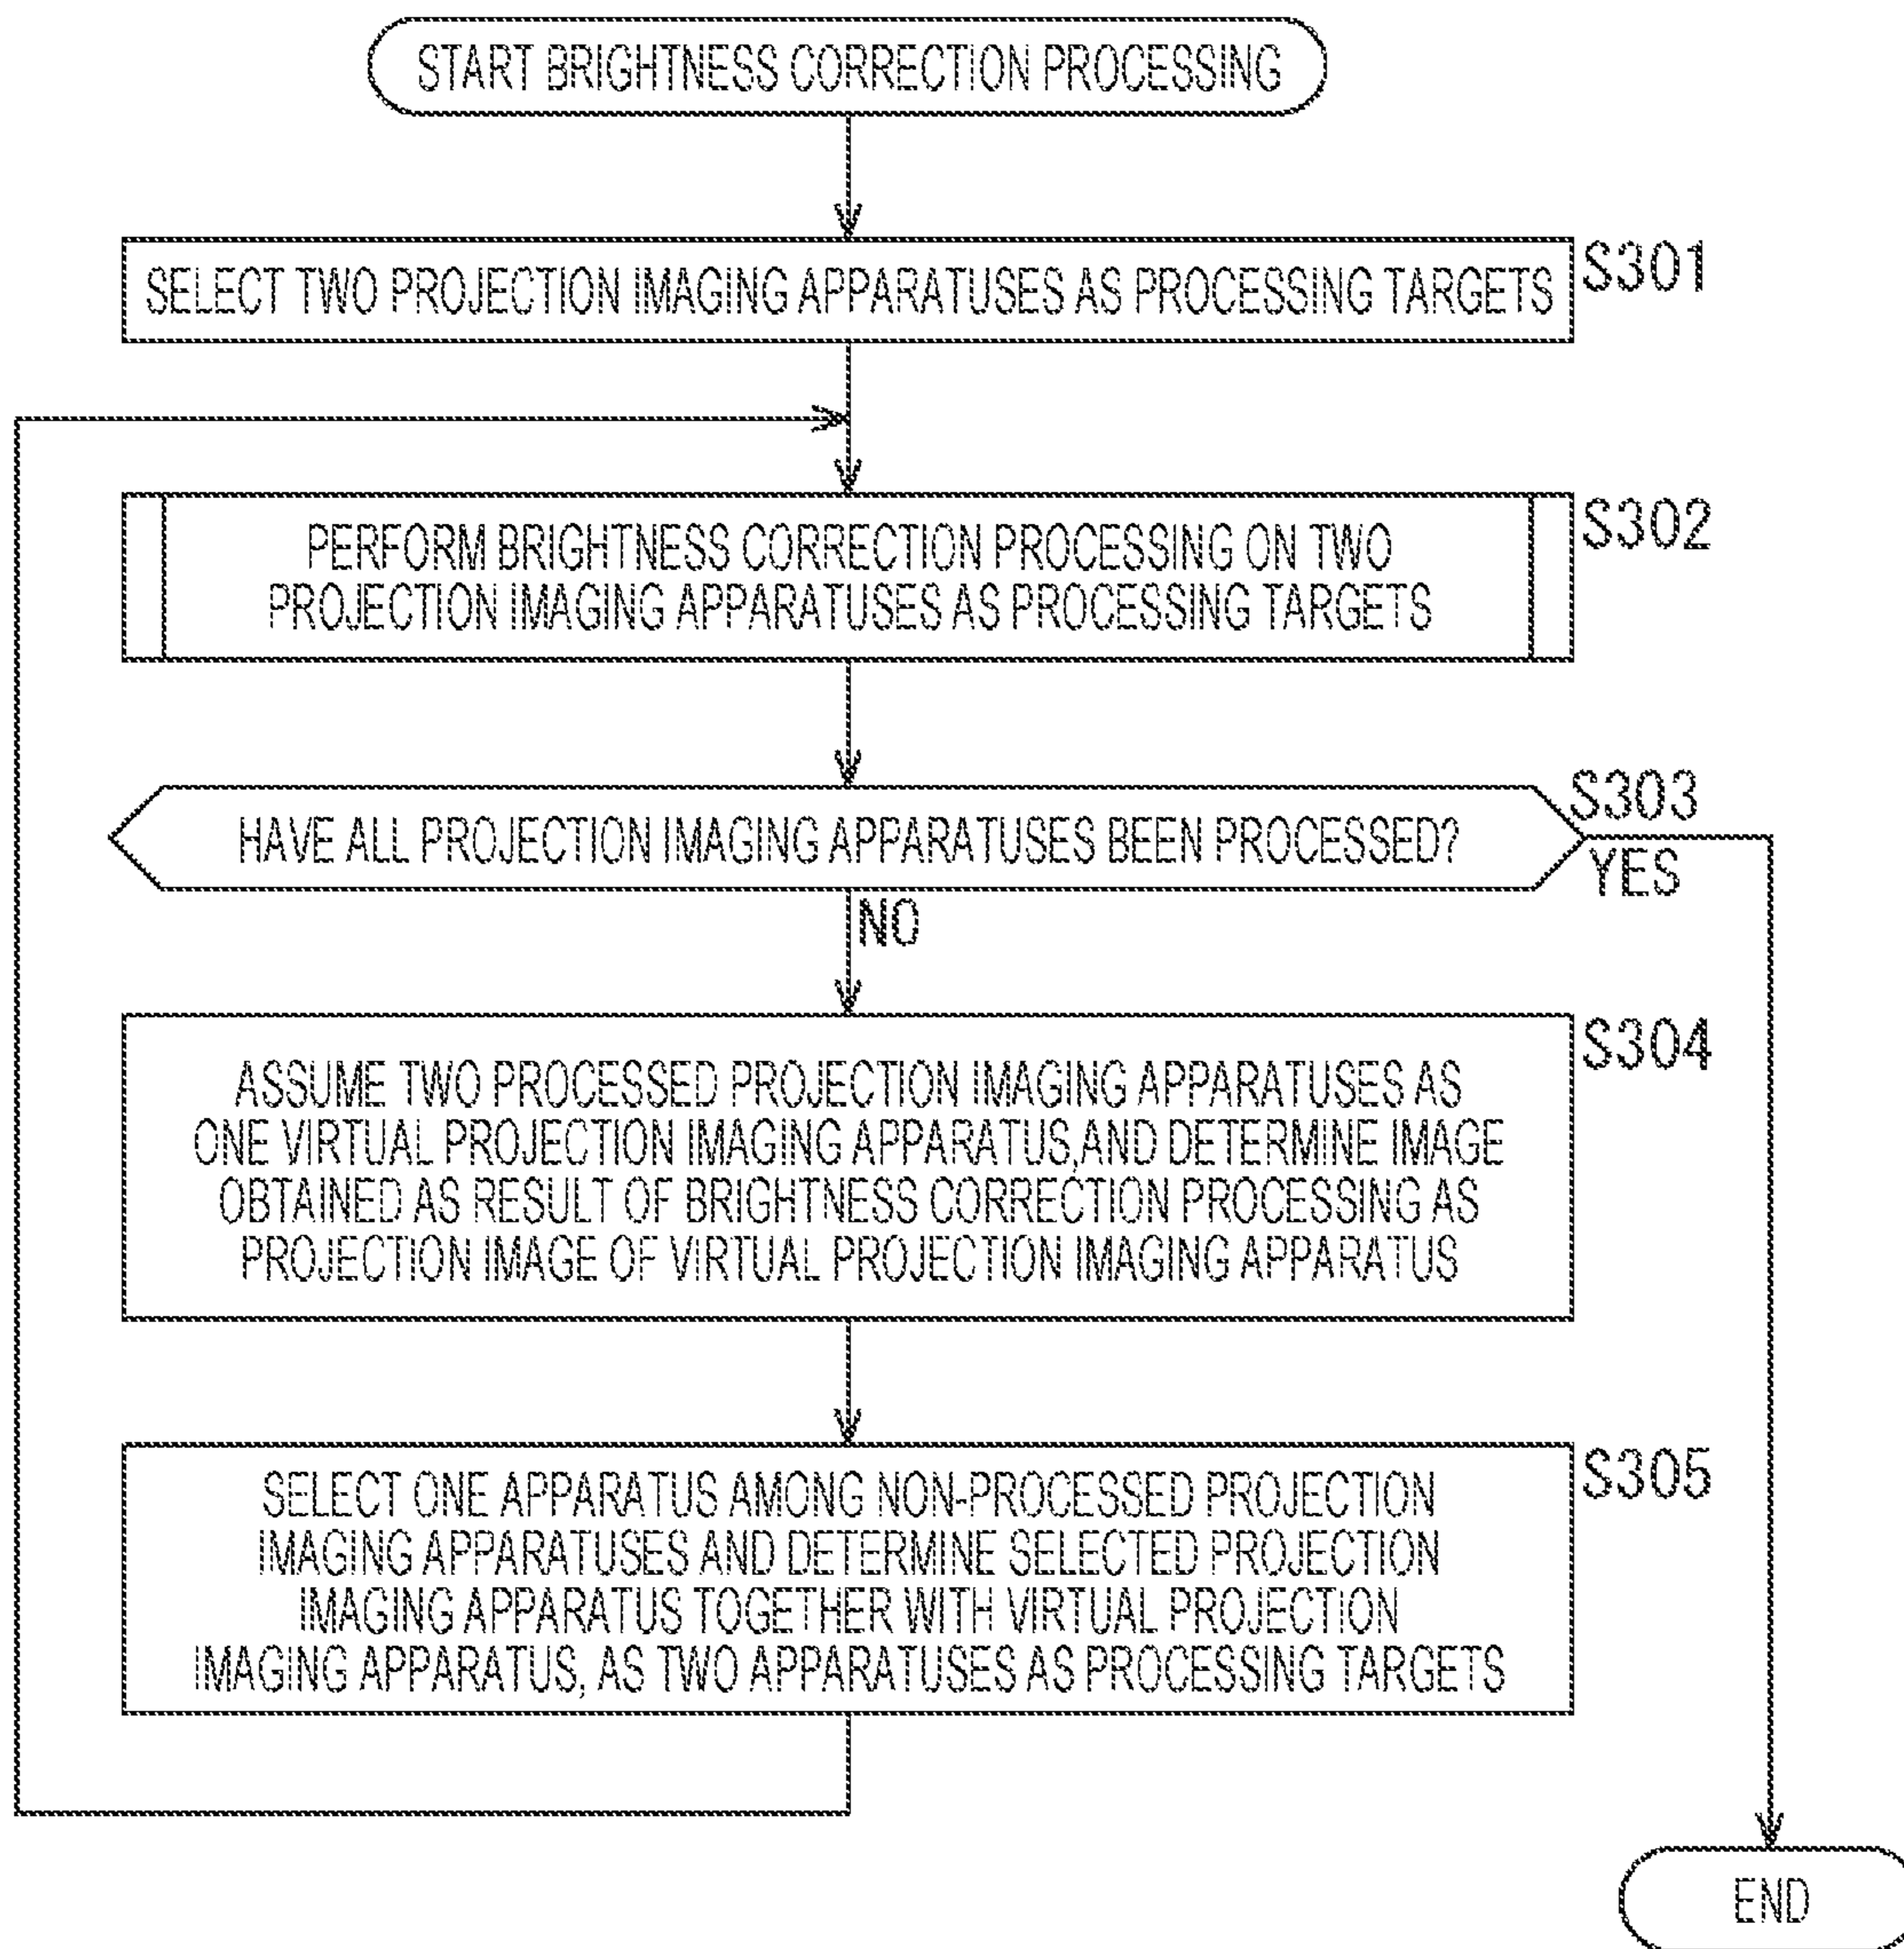 START BRIGHTNESS CORRECTION PROCESSING
SELECT TWO PROJECTION IMAGING APPARATUSES AS PROCESSING TARGETS
S301
PERFORM BRIGHTNESS CORRECTION PROCESSING ON TWO
PROJECTION IMAGING APPARATUSES AS PROCESSING TARGETS
S302
HAVE ALL PROJECTION IMAGING APPARATUSES BEEN PROCESSED?
S303
YES
NO
ASSUME TWO PROCESSED PROJECTION IMAGING APPARATUSES AS
ONE VIRTUAL PROJECTION IMAGING APPARATUS,AND DETERMINE IMAGE
OBTAINED AS RESULT OF BRIGHTNESS CORRECTION PROCESSING AS
PROJECTION IMAGE OF VIRTUAL PROJECTION IMAGING APPARATUS
S304
SELECT ONE APPARATUS AMONG NON-PROCESSED PROJECTION
IMAGING APPARATUSES AND DETERMINE SELECTED PROJECTION
IMAGING APPARATUS TOGETHER WITH VIRTUAL PROJECTION
IMAGING APPARATUS, AS TWO APPARATUSES AS PROCESSING TARGETS
S305
END